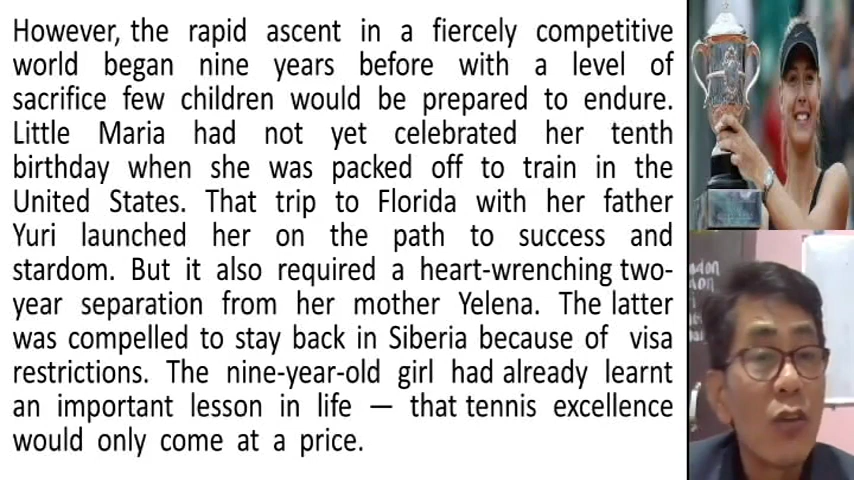 However, the rapid ascent in a fiercely competitive
world began nine years before with a level of
sacrifice few children would be prepared to endure.
Little Maria had not yet celebrated her tenth
birthday when she was packed off to train in the
United States. That trip to Florida with her father
Yuri launched her on the path to success and
stardom. But it also required a heart-wrenching two-
year separation from her mother Yelena. The latter
was compelled to stay back in Siberia because of visa
restrictions. The nine-year-old girl had already learnt
an important lesson in life — that tennis excellence
would only come at a price.